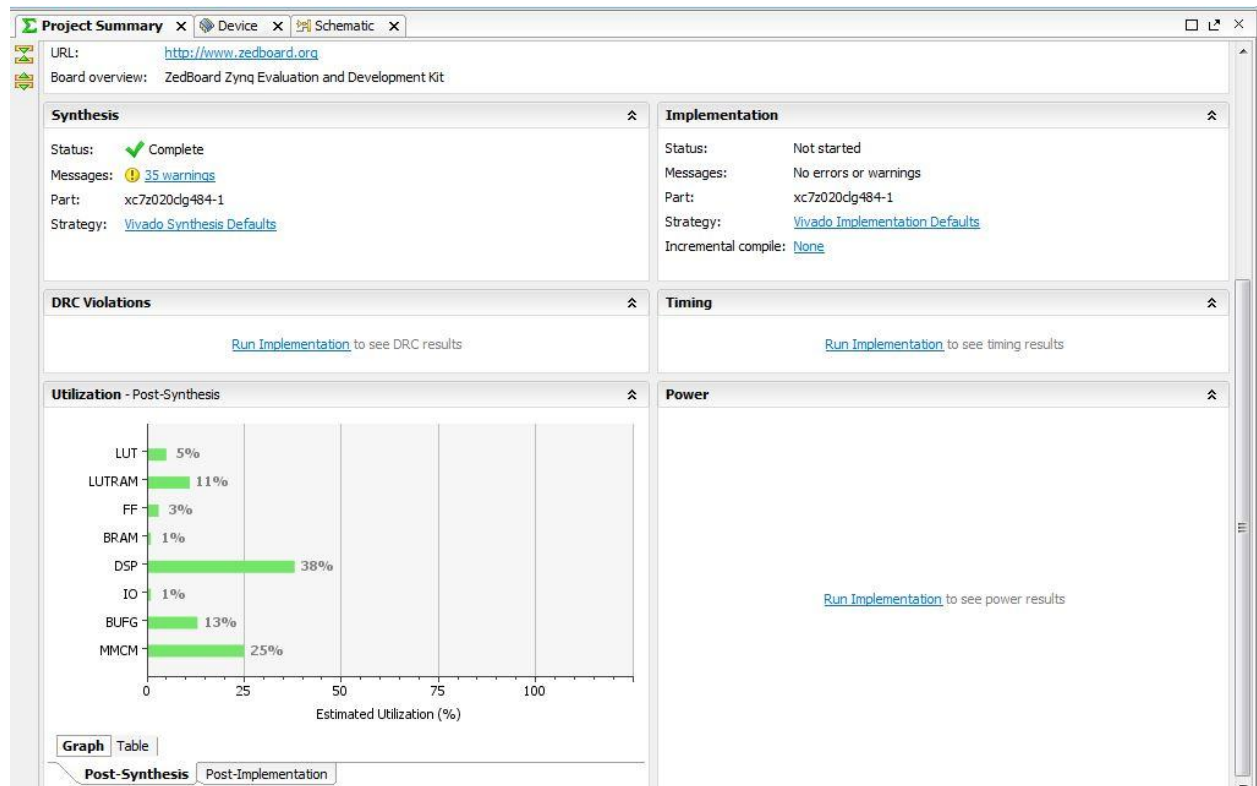 Project Summary Device Schematic
URL: http://www.zedboard.org
Board overview: ZedBoard Zynq Evaluation and Development Kit
Synthesis
Status: Complete
Messages: 35 warnings
Part: xc7z020clg484-1
Strategy: Vivado Synthesis Defaults
Implementation
Status: Not started
Messages: No errors or warnings
Part: xc7z020clg484-1
Strategy: Vivado Implementation Defaults
Incremental compile: None
DRC Violations
Run Implementation to see DRC results
Timing
Run Implementation to see timing results
Utilization - Post-Synthesis
LUT 5%
LUTRAM 11%
FF 3%
BRAM 1%
DSP 38%
IO 1%
BUFG 13%
MMCM 25%
0 25 50 75 100
Estimated Utilization (%)
Graph Table
Post-Synthesis Post-Implementation
Power
Run Implementation to see power results